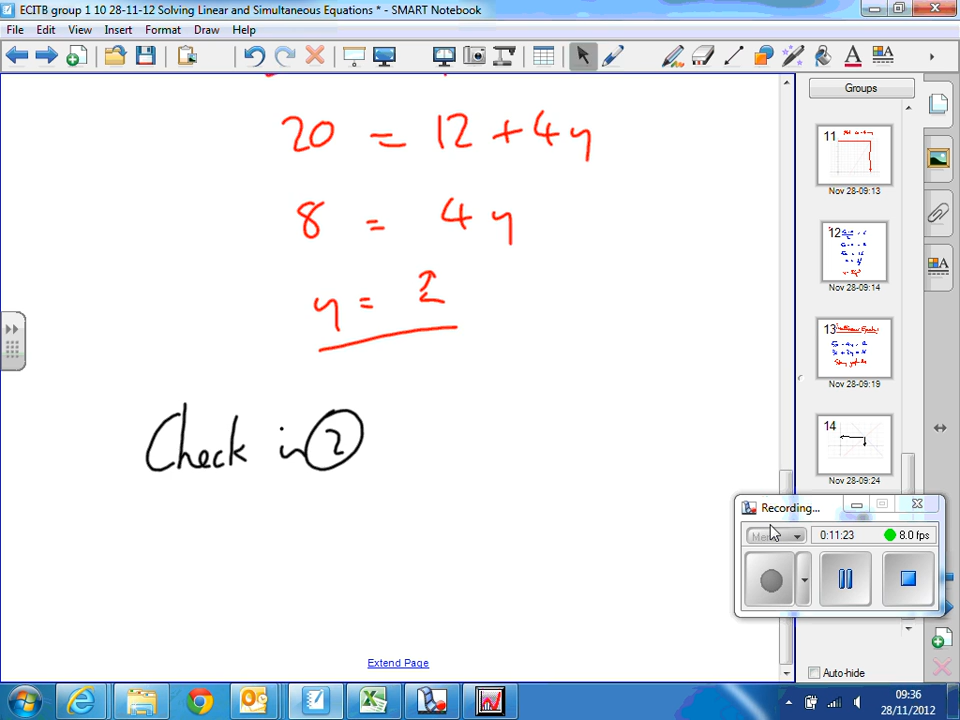 ECITB group 1 10 28-11-12 Solving Linear and Simultaneous Equations * - SMART Notebook
File Edit View Insert Format Draw Help
Groups
20 = 12 + 4y
8 = 4y
y = 2
Check in 2
11
Nov 28-09:13
12
Nov 28-09:14
13
Nov 28-09:19
14
Nov 28-09:24
Recording...
Me
0:11:23
8.0 fps
Extend Page
Auto-hide
09:36
28/11/2012